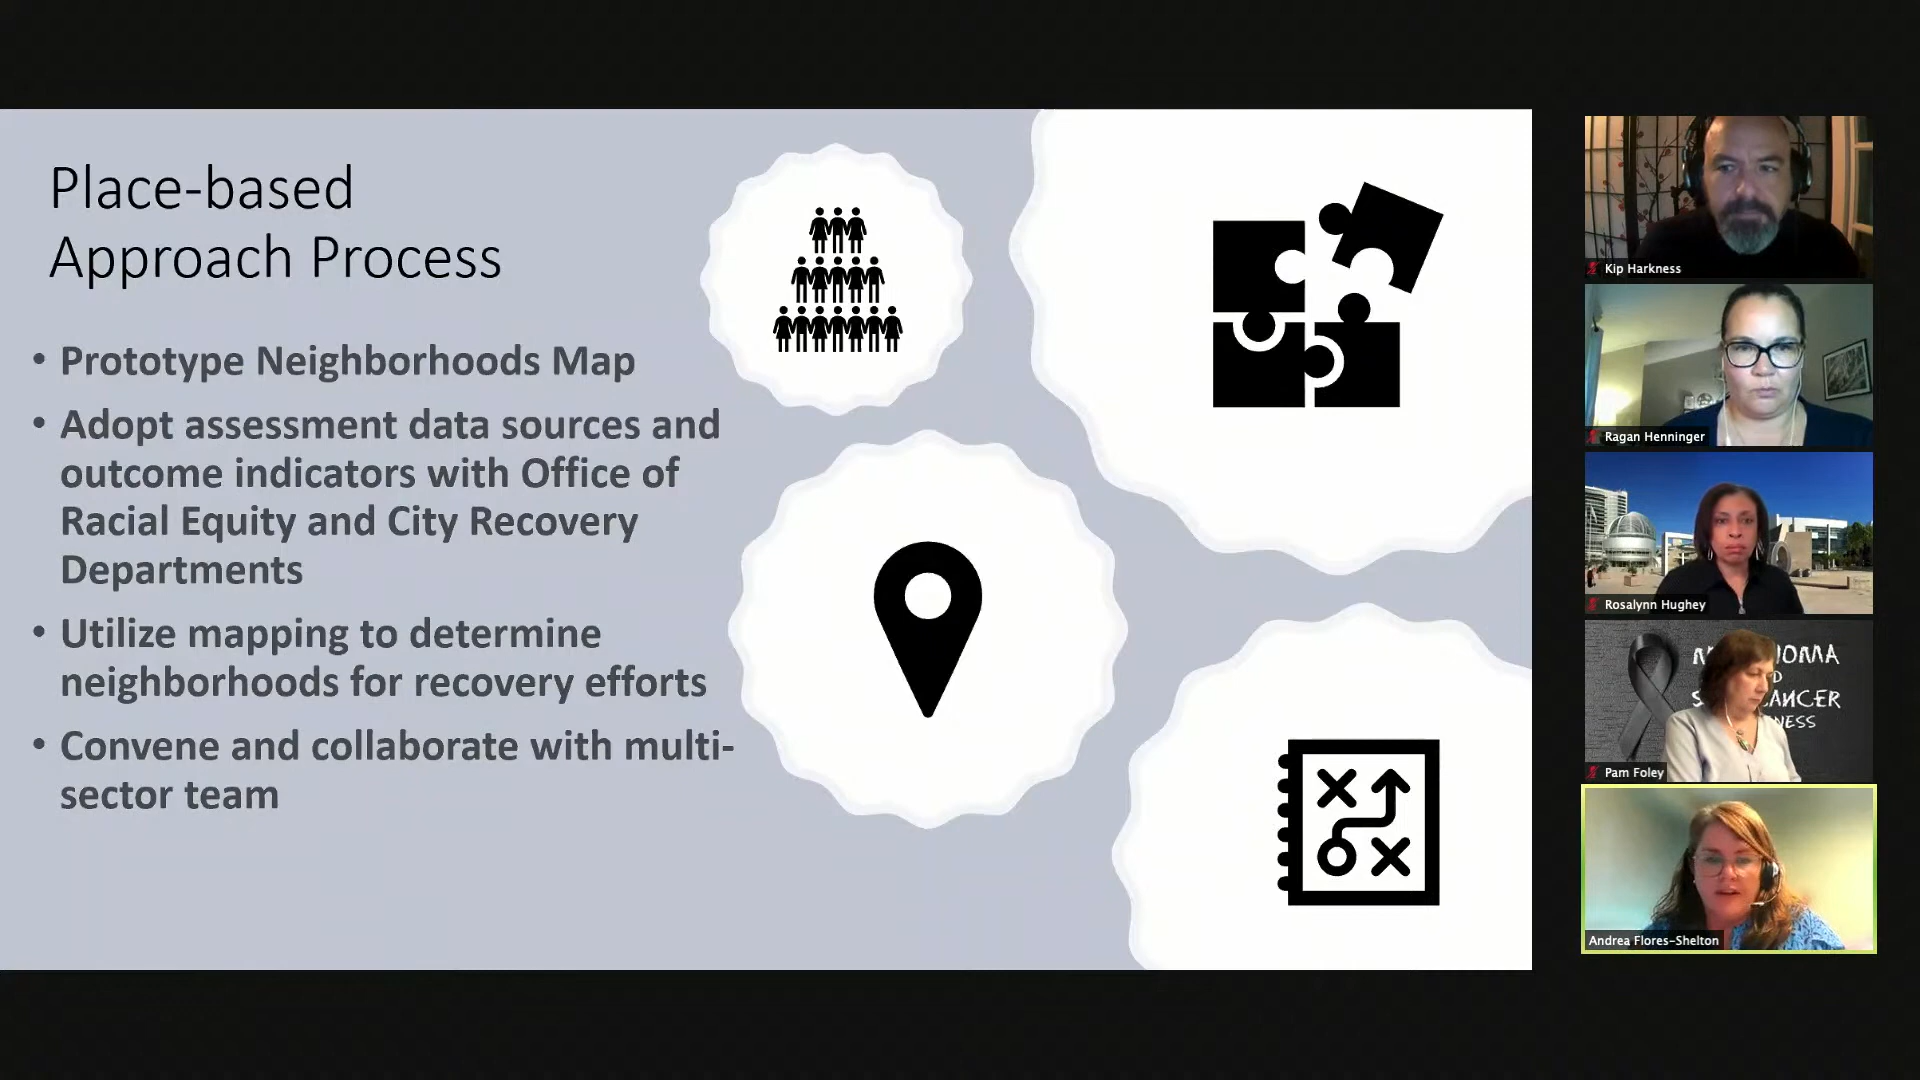 Place-based
Approach Process
• Prototype Neighborhoods Map
• Adopt assessment data sources and
outcome indicators with Office of
Racial Equity and City Recovery
Departments
• Utilize mapping to determine
neighborhoods for recovery efforts
• Convene and collaborate with multi-
sector team
Kip Harkness
Ragan Henninger
Rosalynn Hughey
Pam Foley
Andrea Flores-Shelton